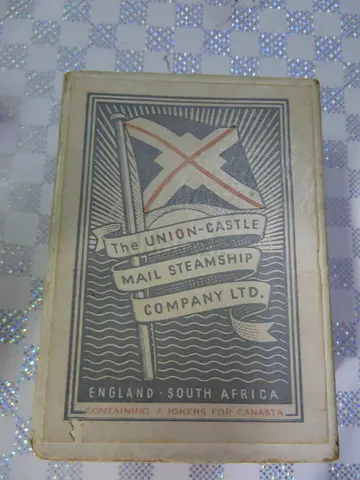 The UNION-CASTLE
MAIL STEAMSHIP
COMPANY LTD.
ENGLAND · SOUTH AFRICA
CONTAINING 2 JOKERS FOR CANASTA